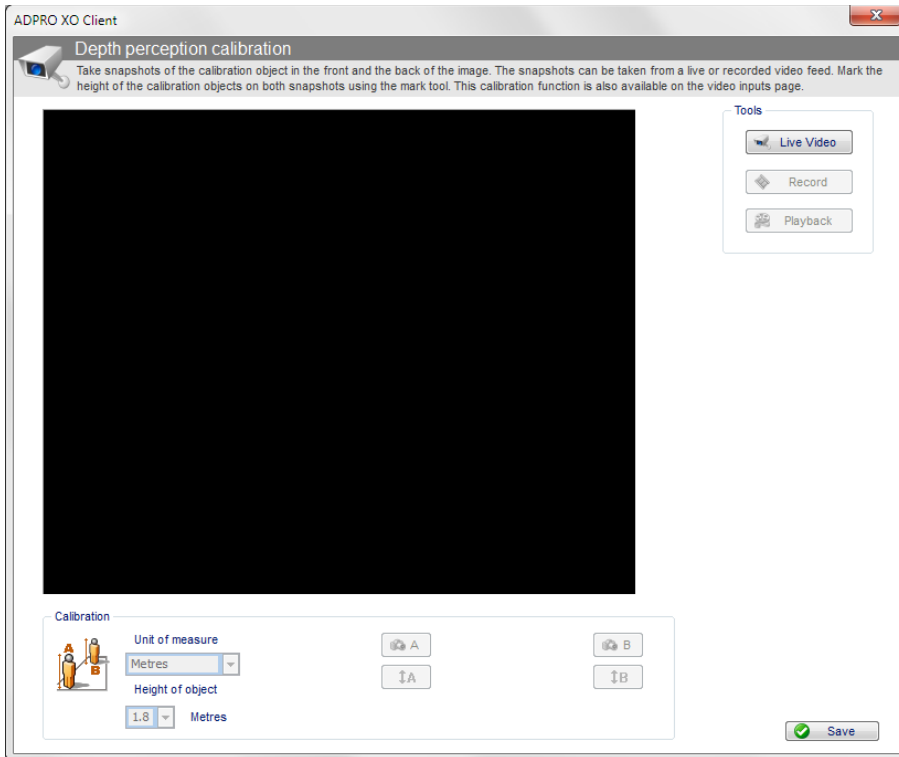 ADPRO XO Client
Depth perception calibration
Take snapshots of the calibration object in the front and the back of the image. The snapshots can be taken from a live or recorded video feed. Mark the
height of the calibration objects on both snapshots using the mark tool. This calibration function is also available on the video inputs page.
Tools
Live Video
Record
Playback
Calibration
A
B
Unit of measure
Metres
Height of object
1.8 Metres
A
A
B
B
Save